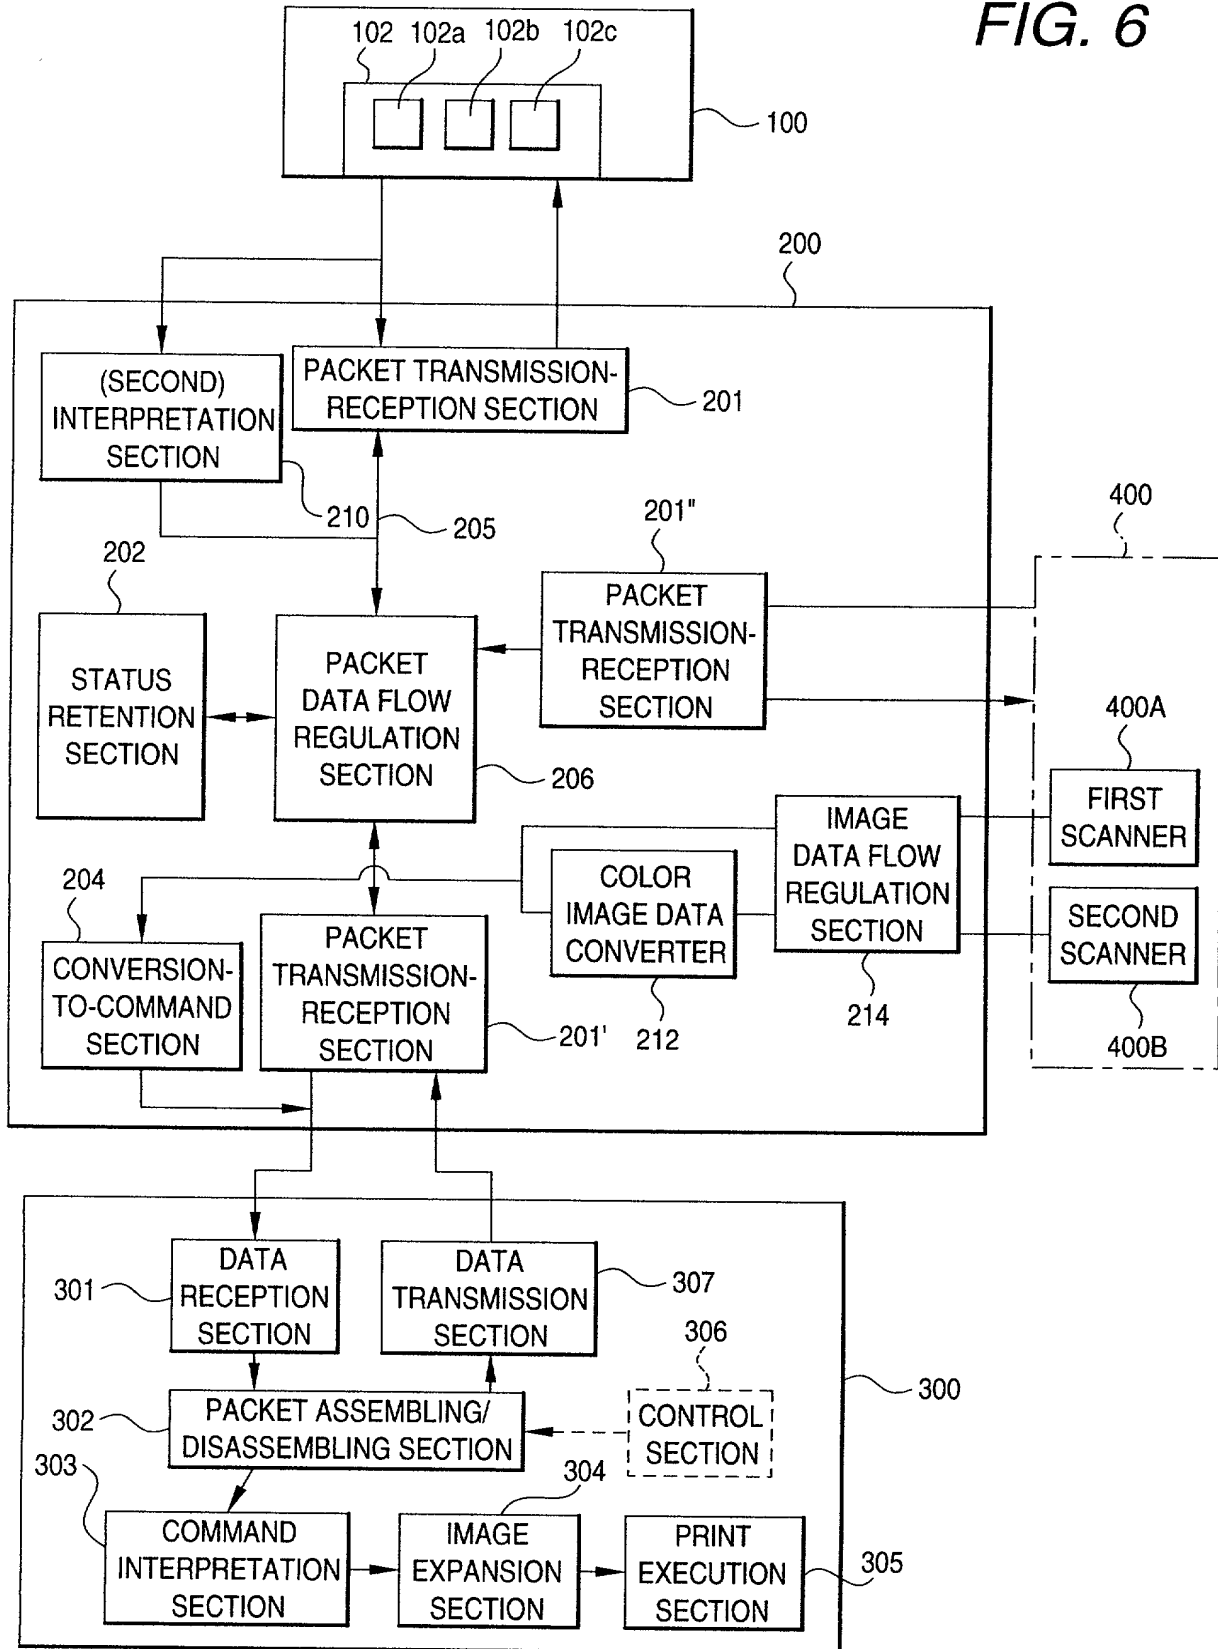 FIG. 6
102 102a 102b 102c
100
200
(SECOND)
INTERPRETATION
SECTION
PACKET TRANSMISSION-
RECEPTION SECTION
201
210
205
201"
400
202
STATUS
RETENTION
SECTION
PACKET
DATA FLOW
REGULATION
SECTION
206
PACKET
TRANSMISSION-
RECEPTION
SECTION
400A
FIRST
SCANNER
IMAGE
DATA FLOW
REGULATION
SECTION
214
COLOR
IMAGE DATA
CONVERTER
212
SECOND
SCANNER
400B
204
CONVERSION-
TO-COMMAND
SECTION
PACKET
TRANSMISSION-
RECEPTION
SECTION
201'
301
DATA
RECEPTION
SECTION
DATA
TRANSMISSION
SECTION
307
306
300
302
PACKET ASSEMBLING/
DISASSEMBLING SECTION
CONTROL
SECTION
303
304
COMMAND
INTERPRETATION
SECTION
IMAGE
EXPANSION
SECTION
PRINT
EXECUTION
SECTION
305